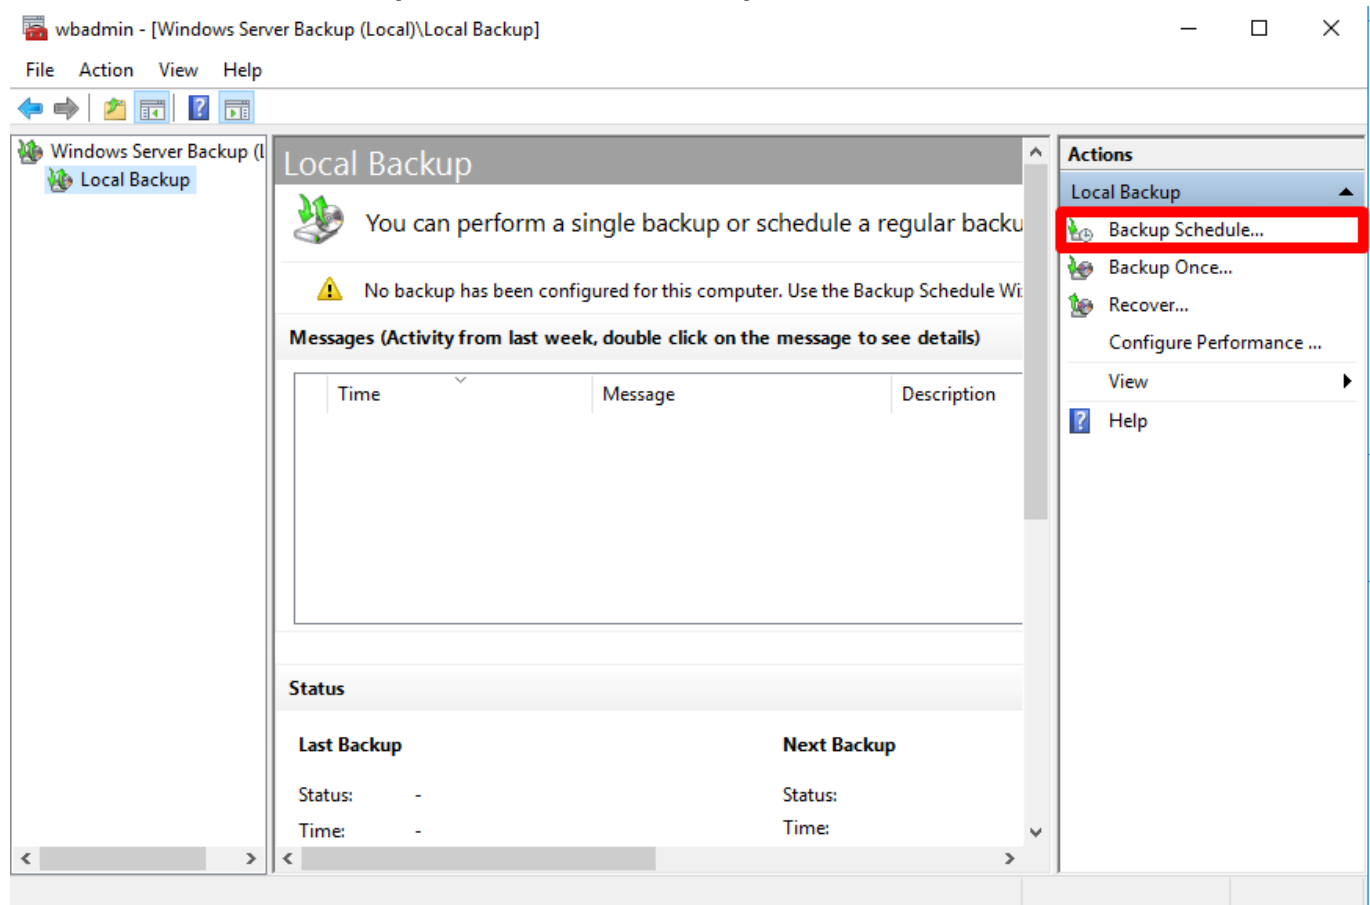 wbadmin - [Windows Server Backup (Local)\Local Backup]
File Action View Help
Windows Server Backup (L
Local Backup
Local Backup
You can perform a single backup or schedule a regular backu
No backup has been configured for this computer. Use the Backup Schedule Wi
Messages (Activity from last week, double click on the message to see details)
Time Message Description
Status
Last Backup Next Backup
Status: - Status:
Time: - Time:
Actions
Local Backup
Backup Schedule...
Backup Once...
Recover...
Configure Performance ...
View
Help